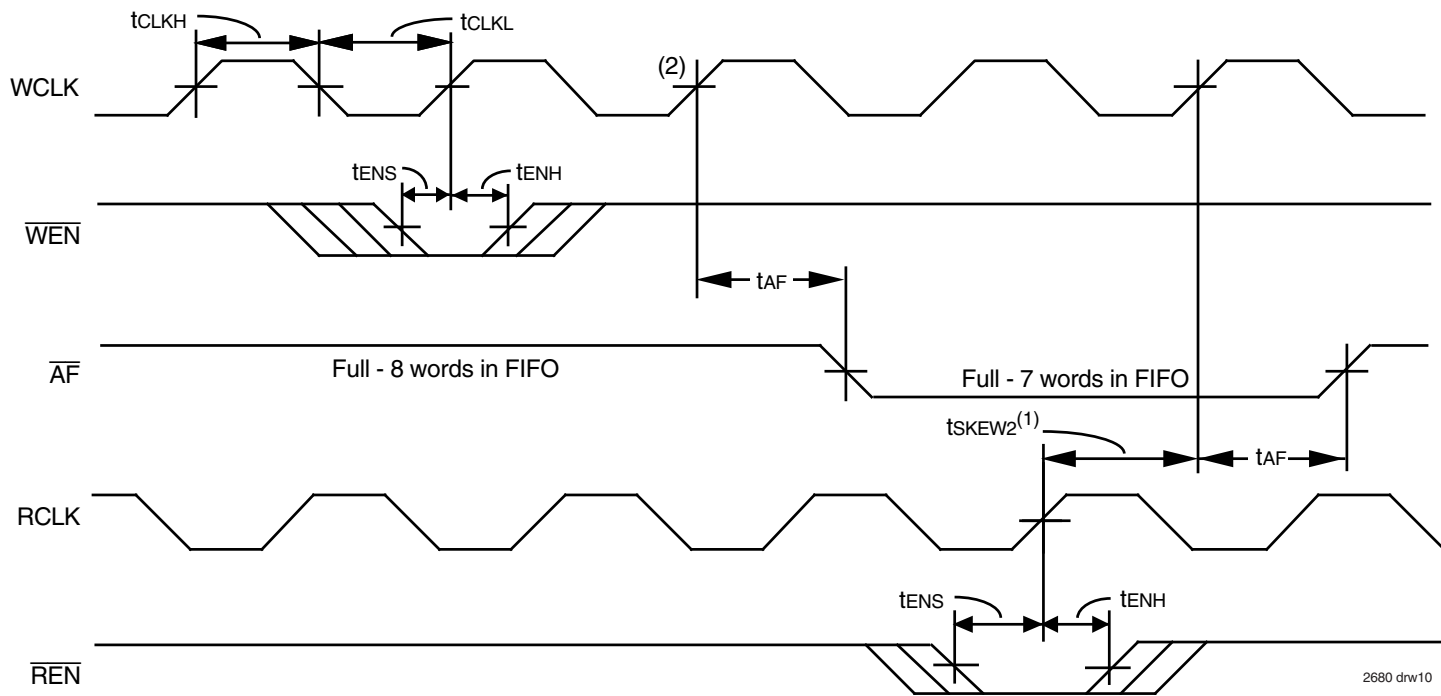 tCLKH tCLKL
WCLK (2)
tENS tENH
WEN
tAF
AF Full - 8 words in FIFO Full - 7 words in FIFO
tSKEW2(1)
tAF
RCLK
tENS tENH
REN
2680 drw10